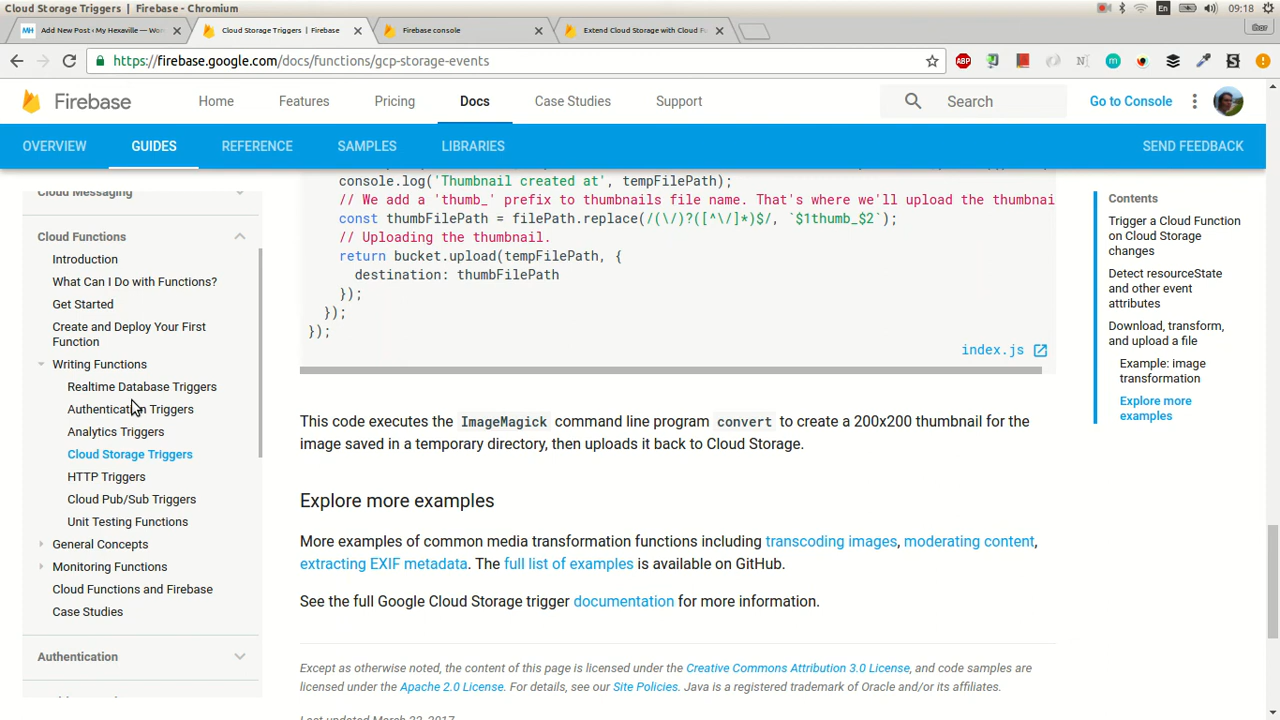 Cloud Storage Triggers | Firebase - Chromium
En
09:18
Add New Post ‹ My Hexaville — Wor
Cloud Storage Triggers | Firebase
Firebase console
Extend Cloud Storage with Cloud F
https://firebase.google.com/docs/functions/gcp-storage-events
ABP
Firebase
Home
Features
Pricing
Docs
Case Studies
Support
Search
Go to Console
OVERVIEW
GUIDES
REFERENCE
SAMPLES
LIBRARIES
SEND FEEDBACK
Cloud Messaging
Cloud Functions
Introduction
What Can I Do with Functions?
Get Started
Create and Deploy Your First
Function
Writing Functions
Realtime Database Triggers
Authentication Triggers
Analytics Triggers
Cloud Storage Triggers
HTTP Triggers
Cloud Pub/Sub Triggers
Unit Testing Functions
General Concepts
Monitoring Functions
Cloud Functions and Firebase
Case Studies
Authentication
console.log('Thumbnail created at', tempFilePath);
// We add a 'thumb_' prefix to thumbnails file name. That's where we'll upload the thumbnai
const thumbFilePath = filePath.replace(/(\/)?([^\/]*)$/, `$1thumb_$2`);
// Uploading the thumbnail.
return bucket.upload(tempFilePath, {
destination: thumbFilePath
});
});
});
index.js
This code executes the ImageMagick command line program convert to create a 200x200 thumbnail for the
image saved in a temporary directory, then uploads it back to Cloud Storage.
Explore more examples
More examples of common media transformation functions including transcoding images, moderating content,
extracting EXIF metadata. The full list of examples is available on GitHub.
See the full Google Cloud Storage trigger documentation for more information.
Except as otherwise noted, the content of this page is licensed under the Creative Commons Attribution 3.0 License, and code samples are
licensed under the Apache 2.0 License. For details, see our Site Policies. Java is a registered trademark of Oracle and/or its affiliates.
Last updated March 22, 2017
Contents
Trigger a Cloud Function
on Cloud Storage
changes
Detect resourceState
and other event
attributes
Download, transform,
and upload a file
Example: image
transformation
Explore more
examples